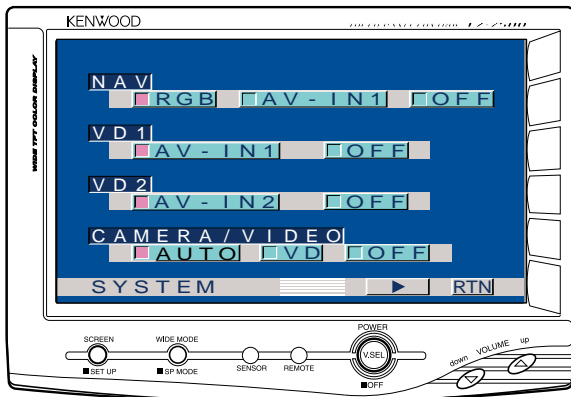 KENWOOD
WIDE TFT COLOR DISPLAY
NAV
RGB AV-IN1 OFF
VD1
AV-IN1 OFF
VD2
AV-IN2 OFF
CAMERA/VIDEO
AUTO VD OFF
SYSTEM ► RTN
SCREEN
■SET UP
WIDE MODE
■SP MODE
SENSOR
REMOTE
POWER
V.SEL
■OFF
down VOLUME up